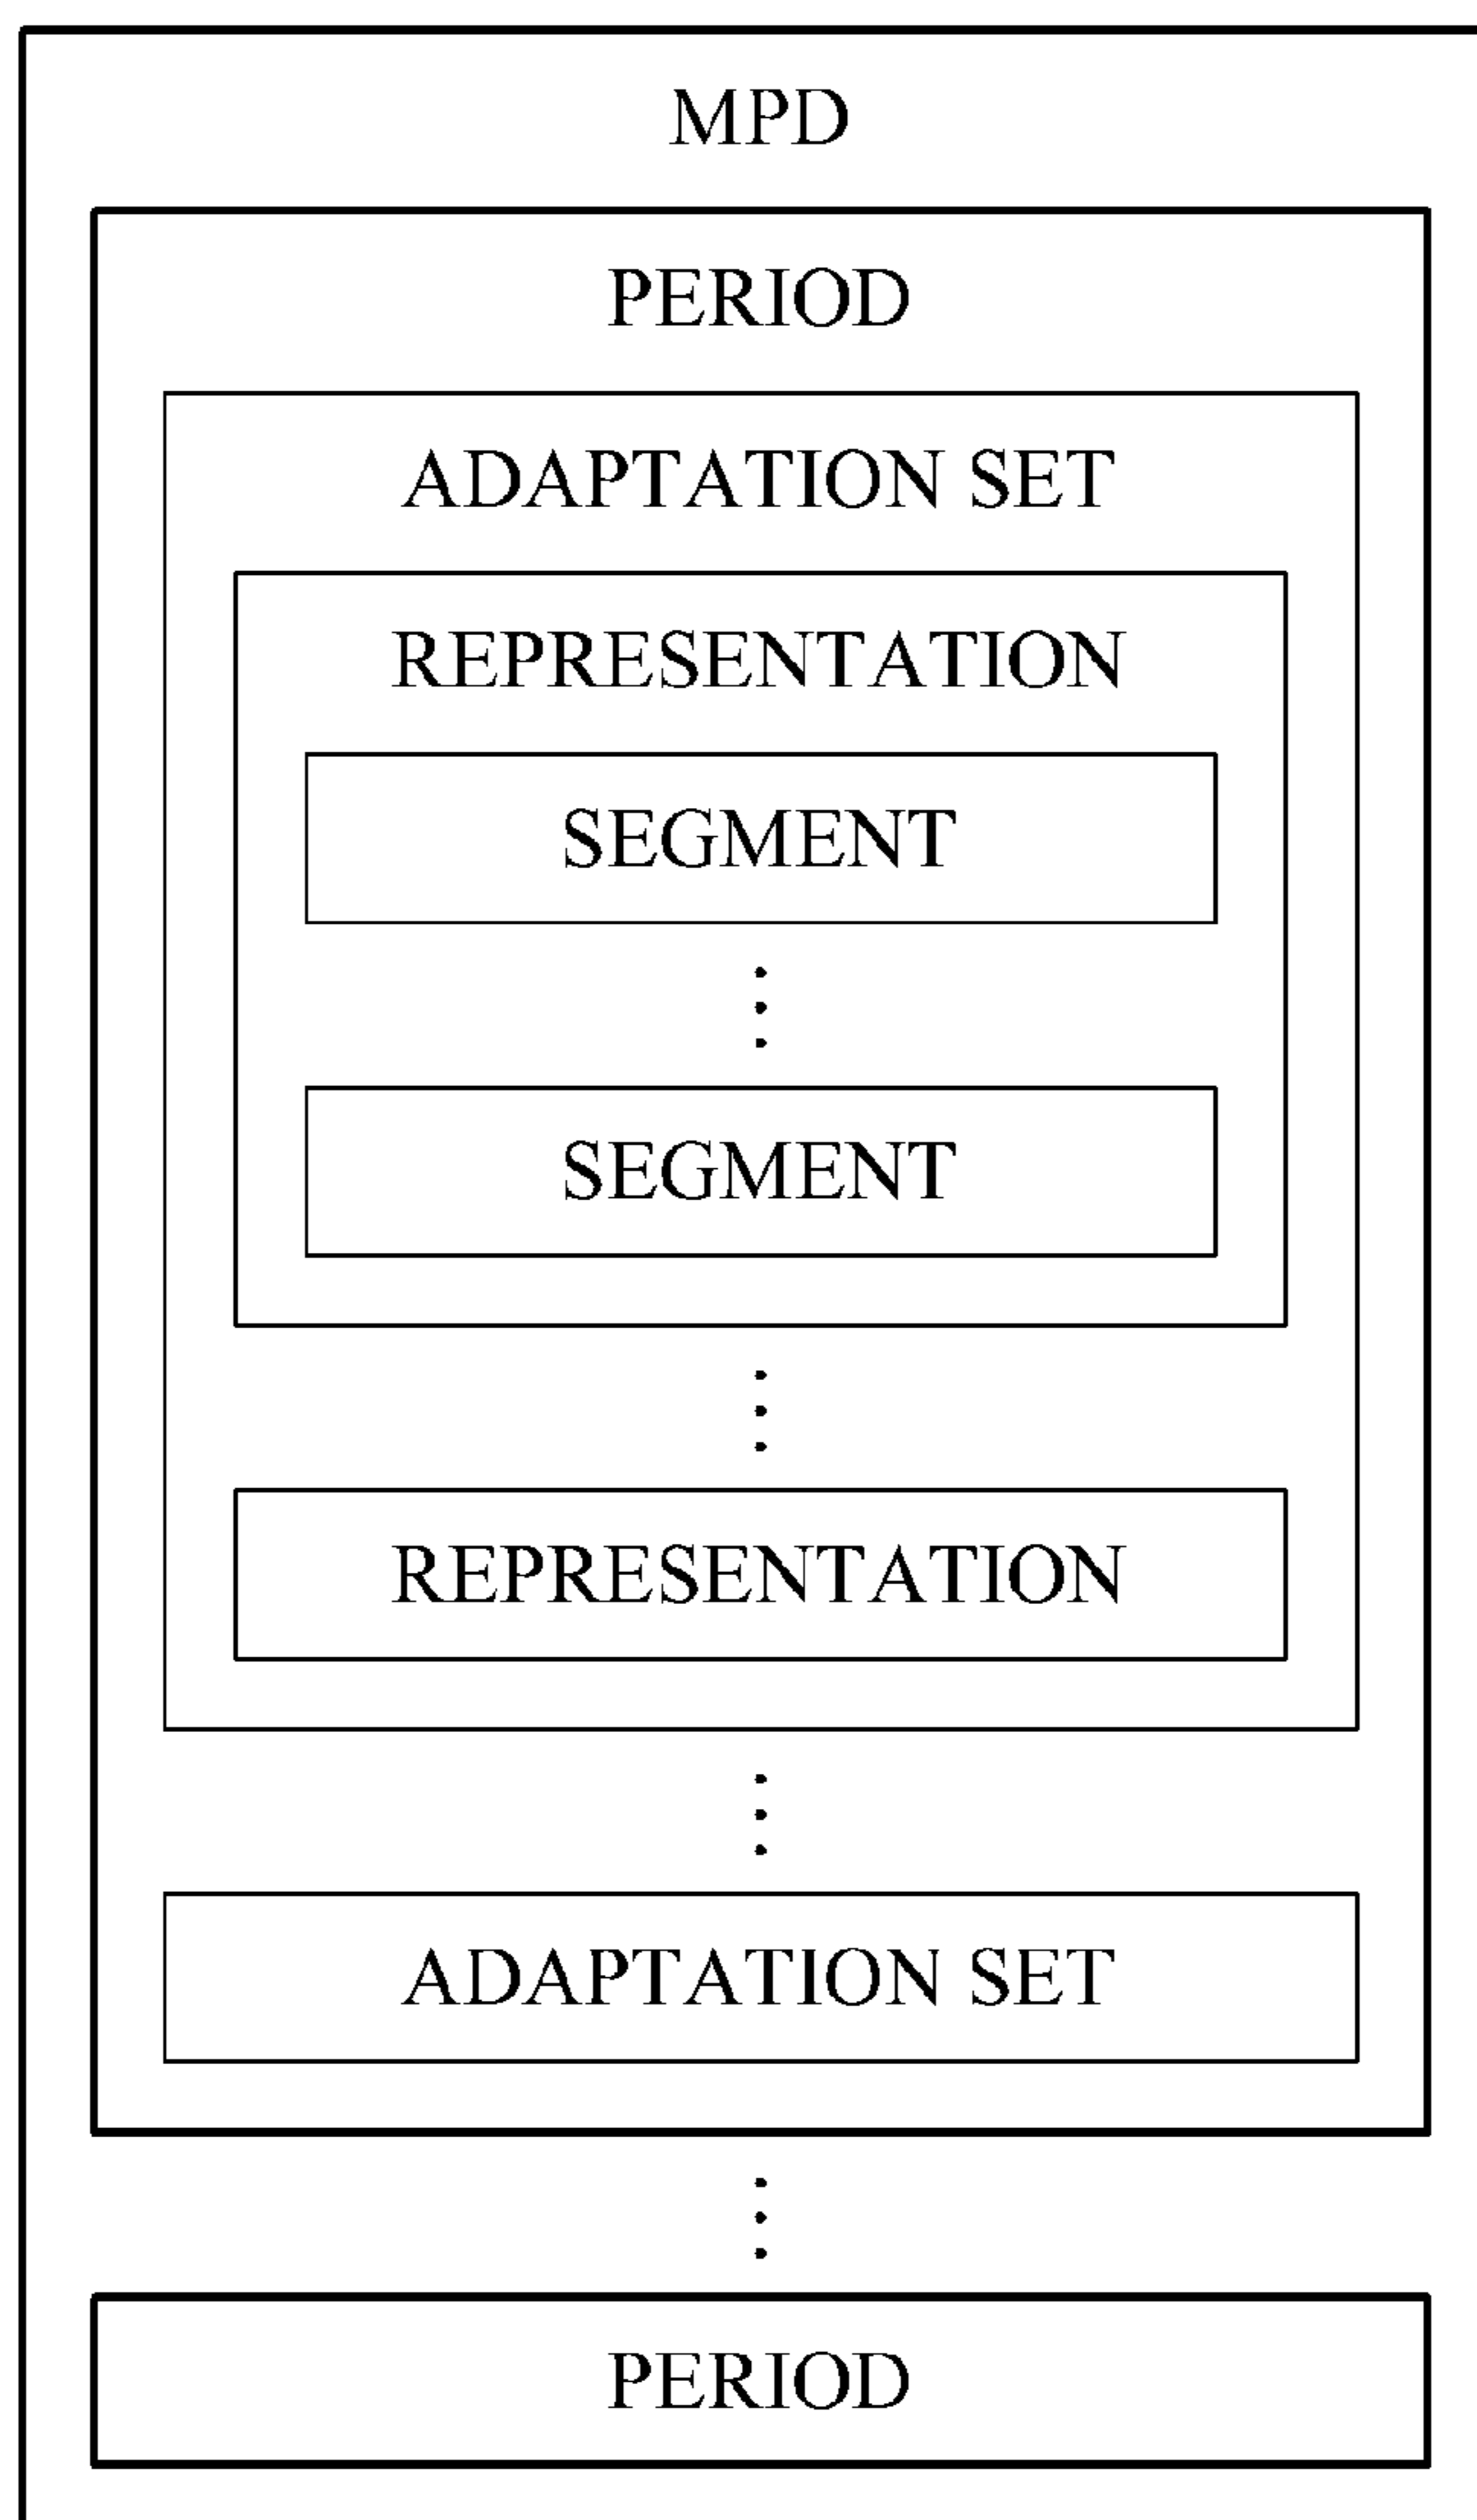 MPD
PERIOD
ADAPTATION SET
REPRESENTATION
SEGMENT
SEGMENT
REPRESENTATION
ADAPTATION SET
PERIOD